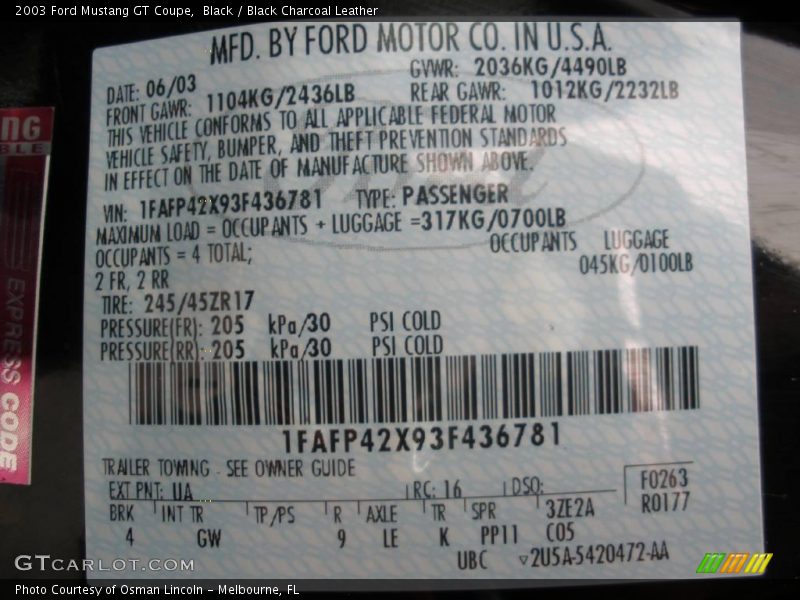 2003 Ford Mustang GT Coupe,  Black / Black Charcoal Leather
MFD. BY FORD MOTOR CO. IN U.S.A.
DATE: 06/03 GVWR: 2036KG/4490LB
FRONT GAWR: 1104KG/2436LB REAR GAWR: 1012KG/2232LB
THIS VEHICLE CONFORMS TO ALL APPLICABLE FEDERAL MOTOR
VEHICLE SAFETY, BUMPER, AND THEFT PREVENTION STANDARDS
IN EFFECT ON THE DATE OF MANUFACTURE SHOWN ABOVE.
VIN: 1FAFP42X93F436781 TYPE: PASSENGER
MAXIMUM LOAD = OCCUPANTS + LUGGAGE =317KG/0700LB
OCCUPANTS = 4 TOTAL; OCCUPANTS LUGGAGE
2 FR, 2 RR 045KG/0100LB
TIRE: 245/45ZR17
PRESSURE(FR): 205 kPa/30 PSI COLD
PRESSURE(RR): 205 kPa/30 PSI COLD
1FAFP42X93F436781
TRAILER TOWING - SEE OWNER GUIDE
EXT PNT: UA RC: 16 DSO: F0263
R0177
BRK INT TR TP/PS R AXLE TR SPR 3ZE2A
4 GW 9 LE K PP11 C05
UBC ▽2U5A-5420472-AA
NG
BLE
EXPRESS CODE
GTCARLOT.COM
Photo Courtesy of Osman Lincoln - Melbourne, FL